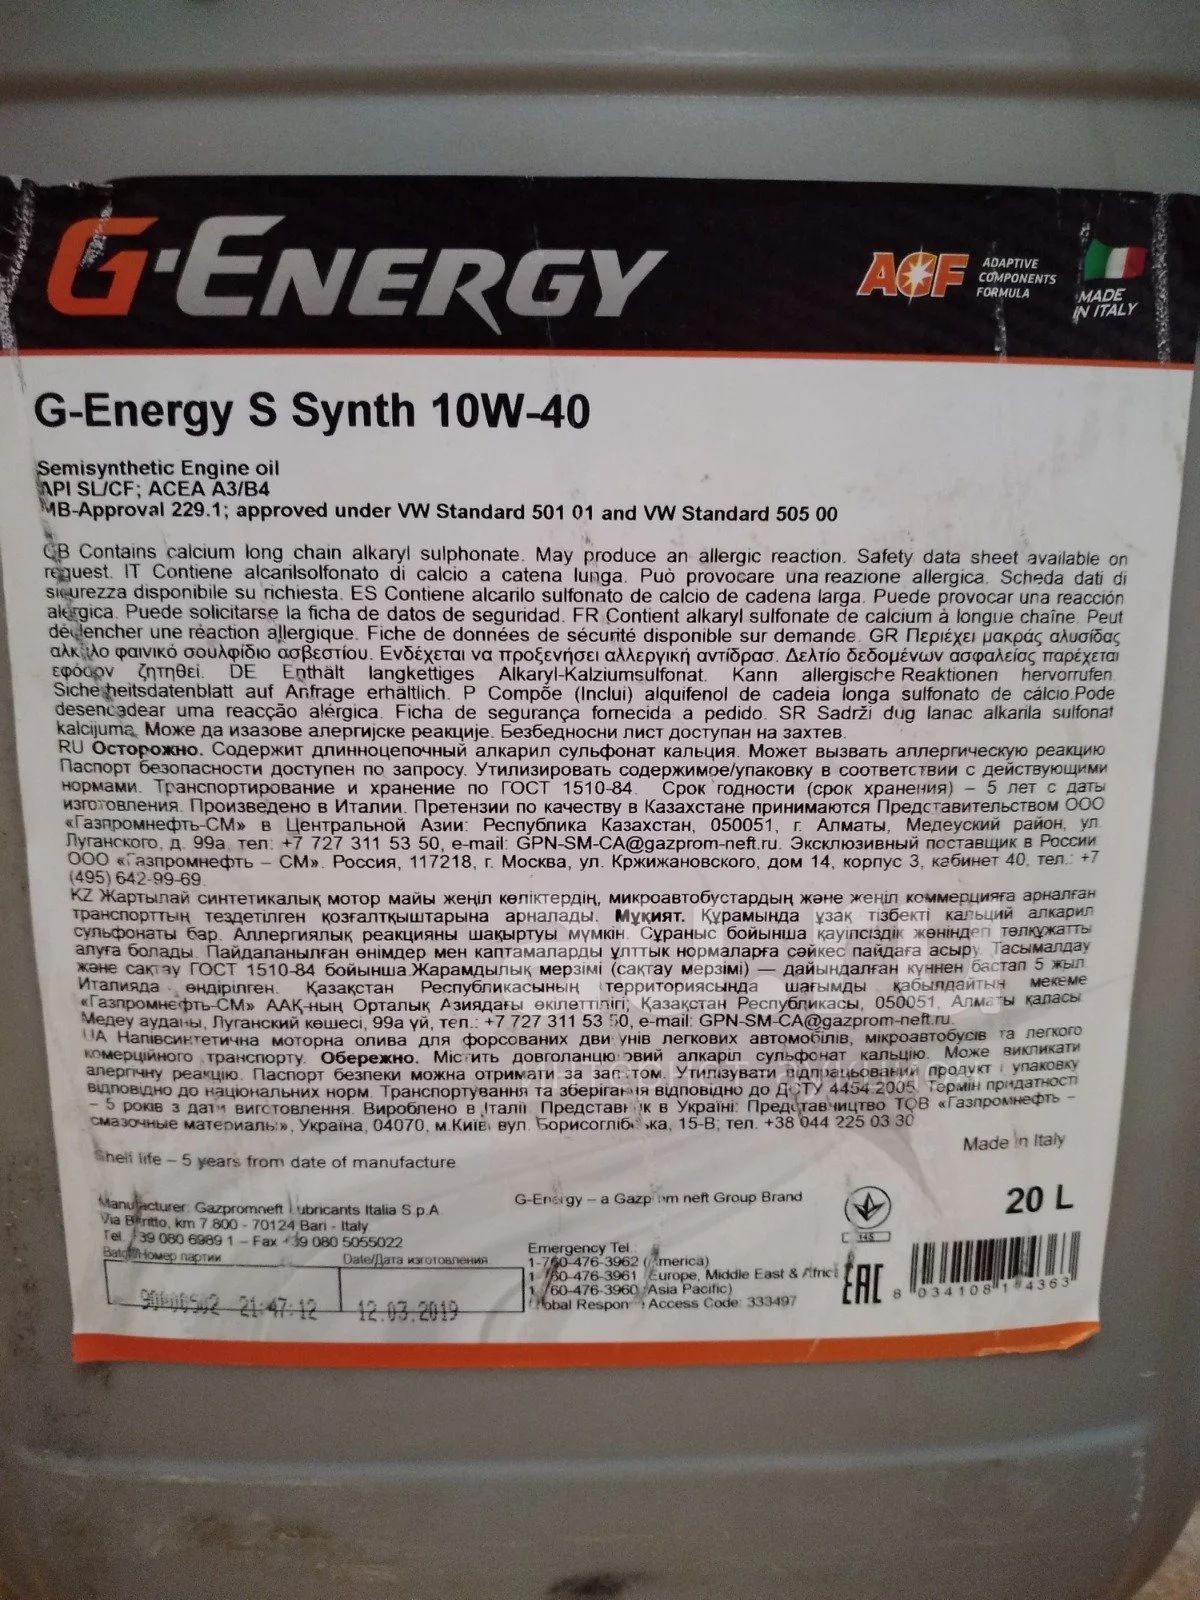 G-ENERGY
ACF
ADAPTIVE
COMPONENTS
FORMULA
MADE
IN ITALY
G-Energy S Synth 10W-40
Semisynthetic Engine oil
API SL/CF; ACEA A3/B4
MB-Approval 229.1; approved under VW Standard 501 01 and VW Standard 505 00
GB Contains calcium long chain alkaryl sulphonate. May produce an allergic reaction. Safety data sheet available on
request. IT Contiene alcarilsolfonato di calcio a catena lunga. Può provocare una reazione allergica. Scheda dati di
sicurezza disponibile su richiesta. ES Contiene alcarilo sulfonato de calcio de cadena larga. Puede provocar una reacción
alérgica. Puede solicitarse la ficha de datos de seguridad. FR Contient alkaryl sulfonate de calcium à longue chaîne. Peut
déclencher une réaction allergique. Fiche de données de sécurité disponible sur demande. GR Περιέχει μακράς αλυσίδας
φαινικό σουλφίδιο ασβεστίου. Ενδέχεται να προξενήσει αλλεργική αντίδρασ. Δελτίο δεδομένων ασφαλείας παρέχεται
εφόσον ζητηθεί. DE Enthält langkettiges Alkaryl-Kalziumsulfonat. Kann allergische Reaktionen hervorrufen.
Sicherheitsdatenblatt auf Anfrage erhältlich. P Compõe (Inclui) alquifenol de cadeia longa sulfonato de cálcio.Pode
desencadear uma reacção alérgica. Ficha de segurança fornecida a pedido. SR Sadrži dug lanac alkarila sulfonat
kalcijuma. Може да изазове алергијске реакције. Безбедносни лист доступан на захтев.
RU Осторожно. Содержит длинноцепочный алкарил сульфонат кальция. Может вызвать аллергическую реакцию
Паспорт безопасности доступен по запросу. Утилизировать содержимое/упаковку в соответствии с действующими
нормами. Транспортирование и хранение по ГОСТ 1510-84. Срок годности (срок хранения) – 5 лет с даты
изготовления. Произведено в Италии. Претензии по качеству в Казахстане принимаются Представительством ООО
«Газпромнефть-СМ» в Центральной Азии: Республика Казахстан, 050051, г. Алматы, Медеуский район, ул.
Луганского, д. 99а, тел: +7 727 311 53 50, e-mail: GPN-SM-CA@gazprom-neft.ru. Эксклюзивный поставщик в России
ООО «Газпромнефть – СМ». Россия, 117218, г. Москва, ул. Кржижановского, дом 14, корпус 3, кабинет 40, тел.: +7
(495) 642-99-69.
KZ Жартылай синтетикалық мотор майы жеңіл көліктердің, микроавтобустардың және жеңіл коммерцияға арналған
транспорттың тездетілген қозғалтқыштарына арналады. Мұқият. Құрамында ұзақ тізбекті кальций алкарил
сульфонаты бар. Аллергиялық реакцияны шақыртуы мүмкін. Сұраныс бойынша қауіпсіздік жөніндегі төлқұжатты
алуға болады. Пайдаланылған өнімдер мен каптамаларды ұлттык нормаларға сәйкес пайдаға асыру. Тасымалдау
және сақтау ГОСТ 1510-84 бойынша.Жарамдылық мерзімі (сақтау мерзімі) — дайындалған күннен бастап 5 жыл.
Италияда өндірілген. Қазақстан Республикасының территориясында шағымды қабылдайтын мекеме
«Газпромнефть-СМ» ААҚ-ның Орталық Азиядағы өкілеттілігі; Қазақстан Республикасы, 050051, Алматы қаласы
Медеу ауданы, Луганский көшесі, 99а үй, тел.: +7 727 311 53 50, e-mail: GPN-SM-CA@gazprom-neft.ru.
UA Напівсинтетична моторна олива для форсованих двигунів легкових автомобілів, мікроавтобусів та легкого
комерційного транспорту. Обережно. Містить довголанцюговий алкаріл сульфонат кальцію. Може викликати
алергічну реакцію. Паспорт безпеки можна отримати за запитом. Утилізувати відпрацьований продукт і упаковку
відповідно до національних норм. Транспортування та зберігання відповідно до ДСТУ 4454:2005. Термін придатності
– 5 років з дати виготовлення. Вироблено в Італії. Представник в Україні: Представництво ТОВ «Газпромнефть –
смазочные материалы», Україна, 04070, м.Київ, вул. Борисоглібська, 15-В; тел. +38 044 225 03 30
Made in Italy
Shelf life – 5 years from date of manufacture
Manufacturer: Gazpromneft Lubricants Italia S.p.A.
Via Bitritto, km 7.800 - 70124 Bari - Italy
Tel. +39 080 6989 1 – Fax +39 080 5055022
G-Energy – a Gazprom neft Group Brand
20 L
Batch/Номер партии
Date/Дата изготовления
21:47:12
12.03.2019
Emergency Tel.:
1-760-476-3962 (America)
1-760-476-3961 (Europe, Middle East & Africa
1-760-476-3960 (Asia Pacific)
Global Response Access Code: 333497
EAC
8 034108 194363